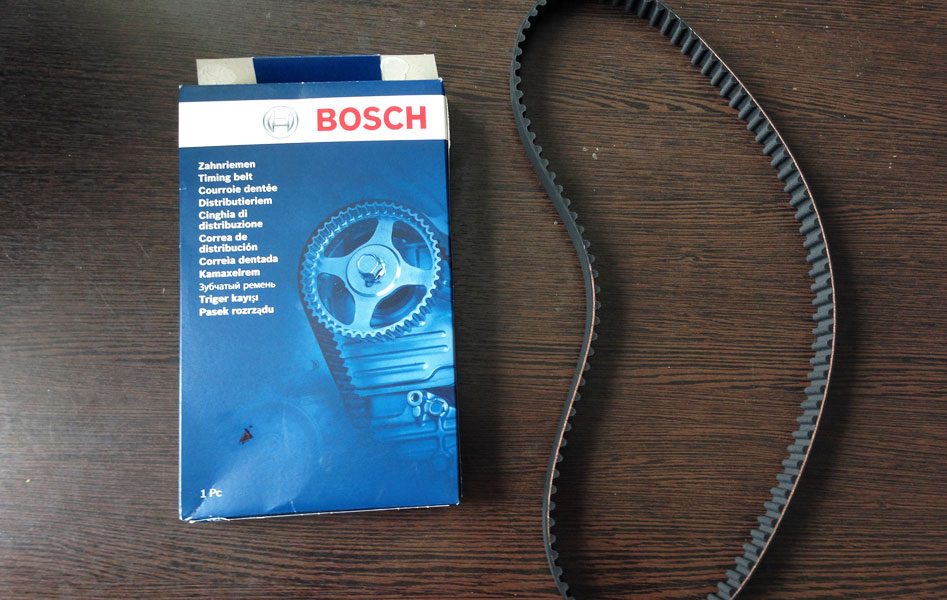 BOSCH
Zahnriemen
Timing belt
Courroie dentée
Distributieriem
Cinghia di
distribuzione
Correa de
distribución
Correia dentada
Kamaxelrem
Зубчатый ремень
Triger kayışı
Pasek rozrządu
1 Pc